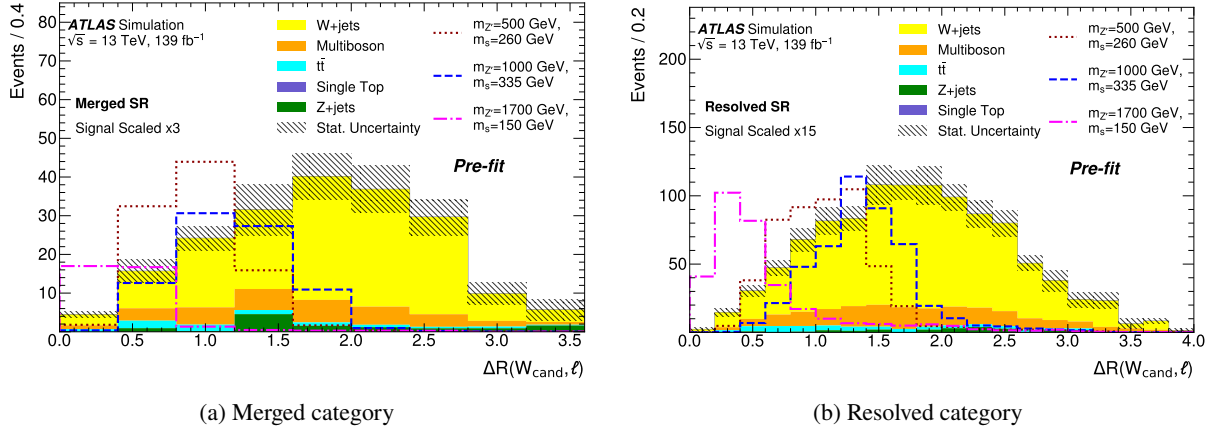 Events / 0.4
80
70
60
50
40
30
20
10
ATLAS Simulation
√s = 13 TeV, 139 fb⁻¹
Merged SR
Signal Scaled x3
W+jets
Multiboson
tt̄
Single Top
Z+jets
Stat. Uncertainty
m_Z'=500 GeV,
m_s=260 GeV
m_Z'=1000 GeV,
m_s=335 GeV
m_Z'=1700 GeV,
m_s=150 GeV
Pre-fit
0.0 0.5 1.0 1.5 2.0 2.5 3.0 3.5
ΔR(W_cand, ℓ)
(a) Merged category
Events / 0.2
200
150
100
50
ATLAS Simulation
√s = 13 TeV, 139 fb⁻¹
Resolved SR
Signal Scaled x15
W+jets
Multiboson
tt̄
Z+jets
Single Top
Stat. Uncertainty
m_Z'=500 GeV,
m_s=260 GeV
m_Z'=1000 GeV,
m_s=335 GeV
m_Z'=1700 GeV,
m_s=150 GeV
Pre-fit
0.0 0.5 1.0 1.5 2.0 2.5 3.0 3.5 4.0
ΔR(W_cand, ℓ)
(b) Resolved category